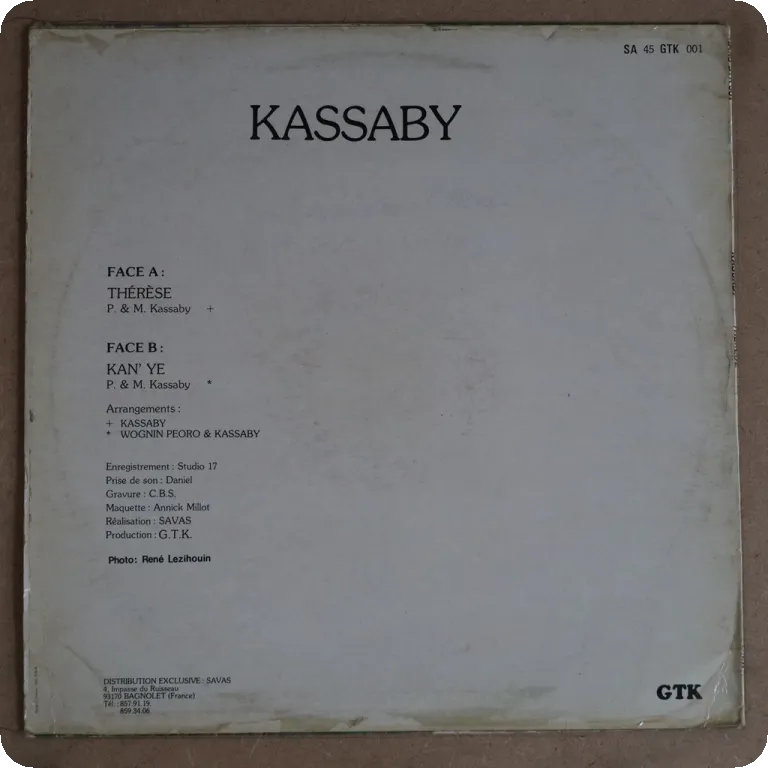 SA 45 GTK 001
KASSABY
FACE A :
THÉRÈSE
P. & M. Kassaby +
FACE B :
KAN' YE
P. & M. Kassaby *
Arrangements :
+ KASSABY
* WOGNIN PEORO & KASSABY
Enregistrement : Studio 17
Prise de son : Daniel
Gravure : C.B.S.
Maquette : Annick Millot
Réalisation : SAVAS
Production : G.T.K.
Photo: René Lezihouin
DISTRIBUTION EXCLUSIVE : SAVAS
4, Impasse du Ruisseau
93170 BAGNOLET (France)
Tél. : 857.91.19
859.34.06
GTK